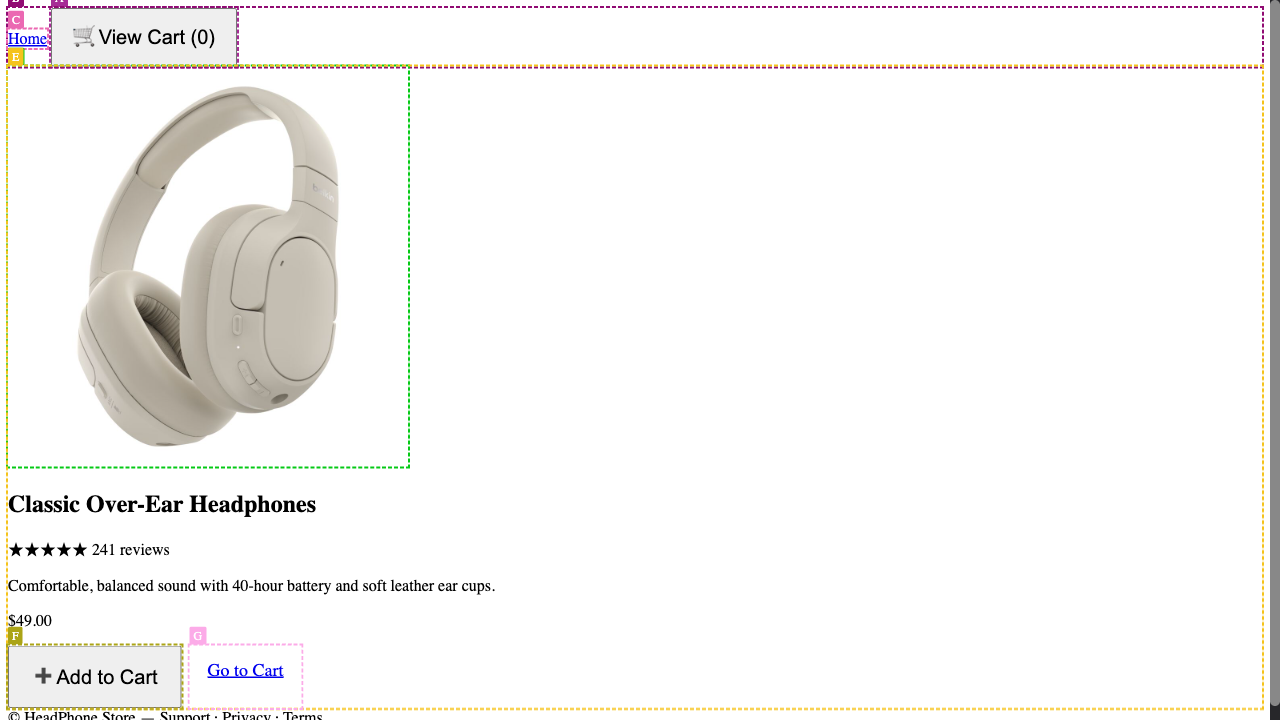 C
Home 🛒 View Cart (0)
E
Classic Over-Ear Headphones
★★★★★ 241 reviews
Comfortable, balanced sound with 40-hour battery and soft leather ear cups.
$49.00
F G
➕ Add to Cart Go to Cart
© HeadPhone Store — Support · Privacy · Terms